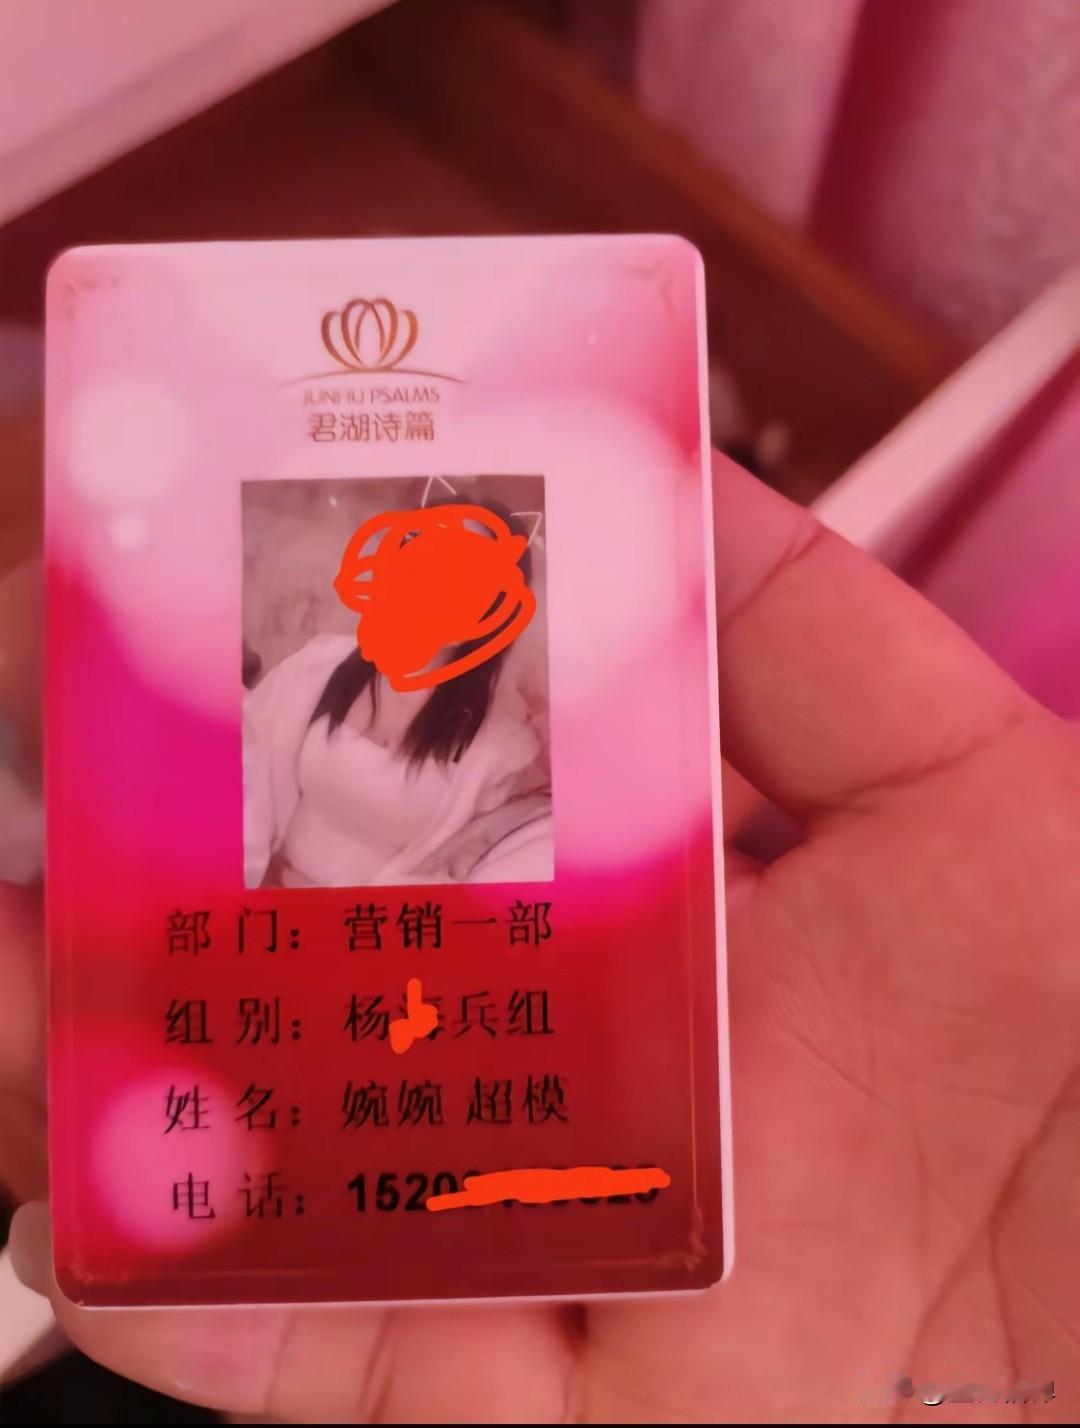 JUNHU PSALMS
君湖诗篇
部 门：营销一部
组 别：杨 兵组
姓 名：婉婉 超模
电 话：1520